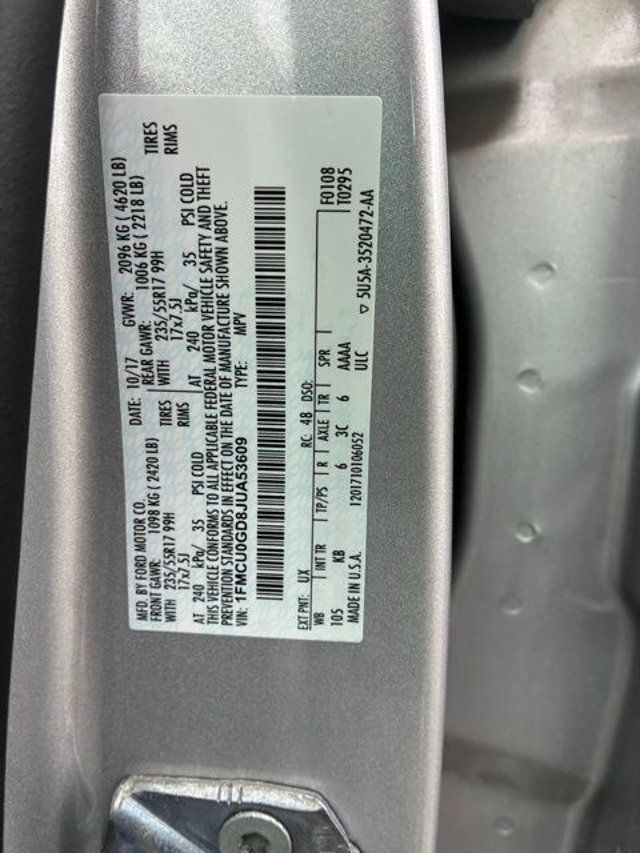 MFD. BY FORD MOTOR CO. DATE: 10/17 GVWR: 2096 KG ( 4620 LB)
FRONT GAWR: 1098 KG ( 2420 LB) REAR GAWR: 1006 KG ( 2218 LB)
WITH 235/55R17 99H TIRES WITH 235/55R17 99H TIRES
17x7.5J RIMS 17x7.5J RIMS
AT 240 kPa/ 35 PSI COLD AT 240 kPa/ 35 PSI COLD
THIS VEHICLE CONFORMS TO ALL APPLICABLE FEDERAL MOTOR VEHICLE SAFETY AND THEFT
PREVENTION STANDARDS IN EFFECT ON THE DATE OF MANUFACTURE SHOWN ABOVE.
VIN: 1FMCU0GD8JUA53609 TYPE: MPV
EXT PNT: UX RC: 48 DSO: F0108
WB INT TR TP/PS R AXLE TR SPR T0295
105 KB 6 3C 6 AAAA
MADE IN U.S.A. 1201710106052 ULC ▽ 5U5A-3520472-AA